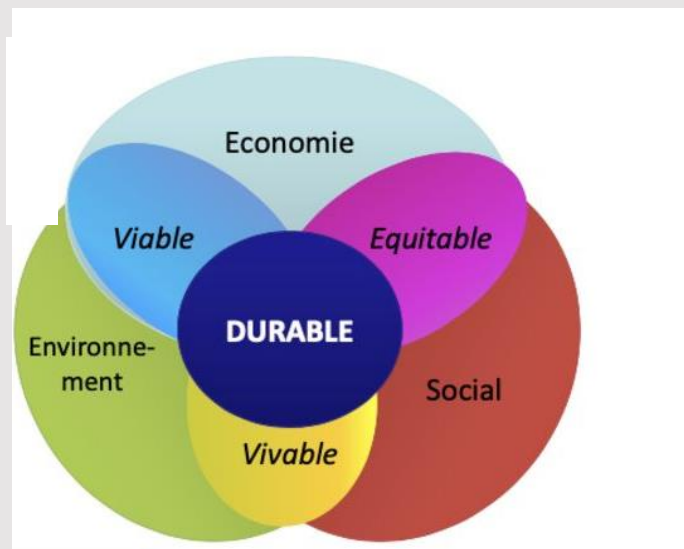 Economie
Viable
Equitable
DURABLE
Environne-
ment
Social
Vivable